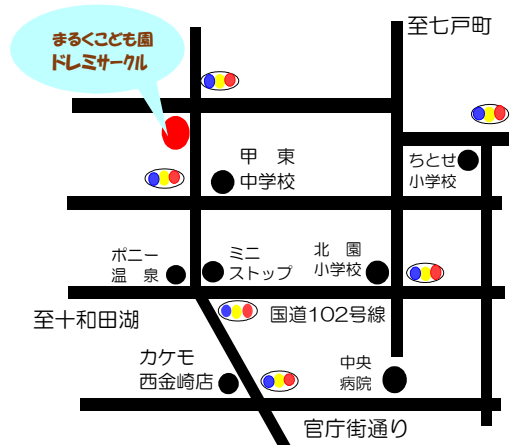 至七戸町
まるくこども園
ドレミサークル
甲 東
中学校
ちとせ
小学校
ポニー
温 泉
ミニ
ストップ
北 園
小学校
至十和田湖
国道102号線
カケモ
西金崎店
中央
病院
官庁街通り